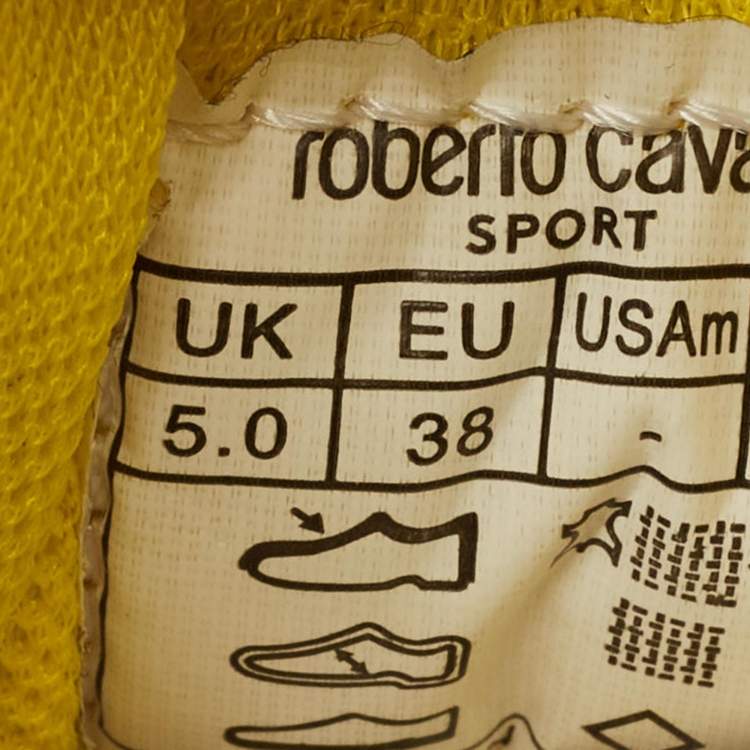 roberto cava
SPORT
UK EU USAm
5.0 38 -